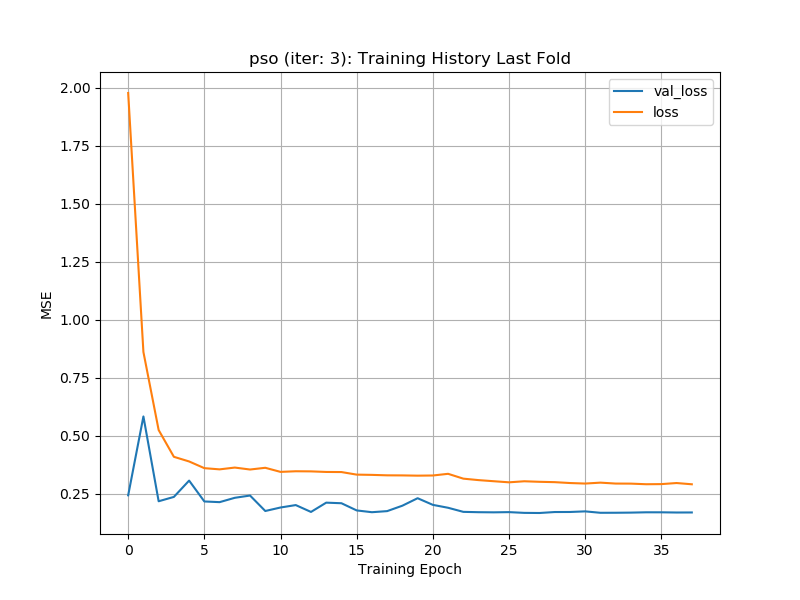 pso (iter: 3): Training History Last Fold
val_loss
loss
2.00
1.75
1.50
1.25
1.00
0.75
0.50
0.25
MSE
0 5 10 15 20 25 30 35
Training Epoch